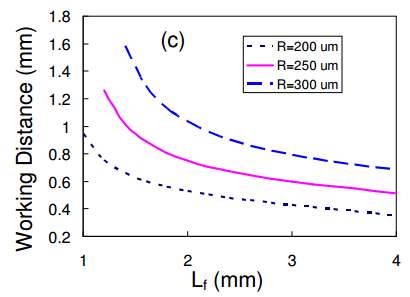 1.8
1.6
1.4
1.2
1
0.8
0.6
0.4
0.2
Working Distance (mm)
(c)
R=200 um
R=250 um
R=300 um
1 2 3 4
Lf (mm)